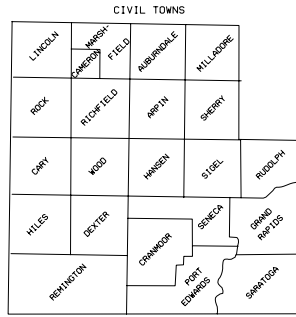 CIVIL TOWNS
LINCOLN
MARSH-
FIELD
CAMERON
AUBURNDALE
MILLADORE
ROCK
RICHFIELD
ARPIN
SHERRY
CARY
WOOD
HANSEN
SIGEL
RUDOLPH
HILES
DEXTER
CRANMOOR
SENECA
GRAND
RAPIDS
REMINGTON
PORT
EDWARDS
SARATOGA